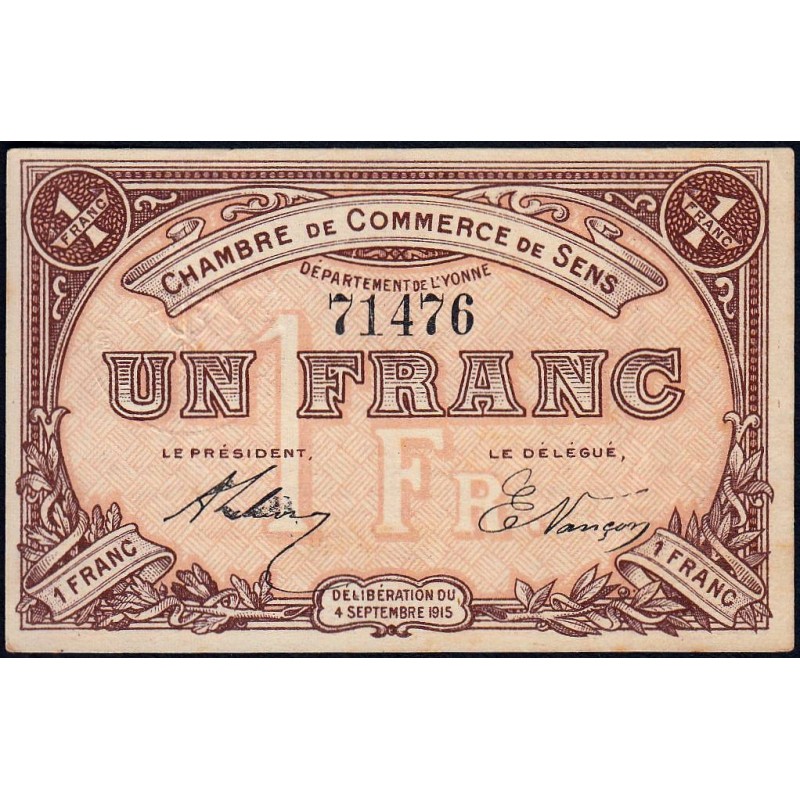 1 FRANC
1 FRANC
CHAMBRE DE COMMERCE DE SENS
DÉPARTEMENT DE L'YONNE
71476
UN FRANC
1 FR
LE PRÉSIDENT,
LE DÉLÉGUÉ,
E Vançon
1 FRANC
1 FRANC
DÉLIBÉRATION DU
4 SEPTEMBRE 1915